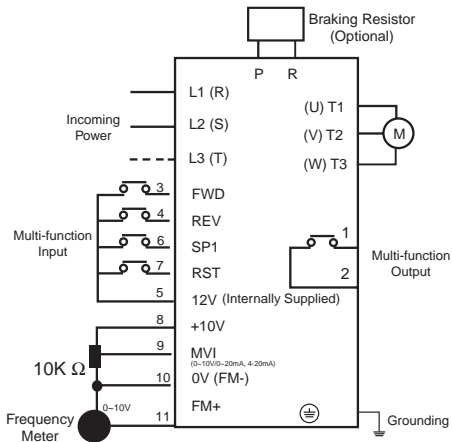 Braking Resistor
(Optional)
P R
L1 (R)
(U) T1
Incoming
Power
L2 (S)
(V) T2
M
L3 (T)
(W) T3
3 FWD
4 REV
Multi-function
Input
6 SP1
1
7 RST
2
Multi-function
Output
5 12V (Internally Supplied)
8 +10V
9 MVI
(0~10V/0~20mA, 4-20mA)
10K Ω
10 0V (FM-)
0~10V
Frequency
Meter
11 FM+
Grounding